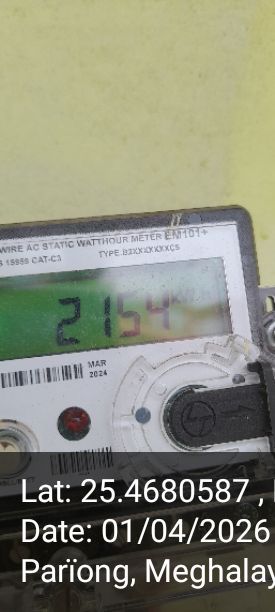 WIRE AC STATIC WATTHOUR METER EM101+
S 15959 CAT-C3 TYPE
2154
MAR
2024
Lat: 25.4680587 ,
Date: 01/04/2026
Parïong, Meghalay